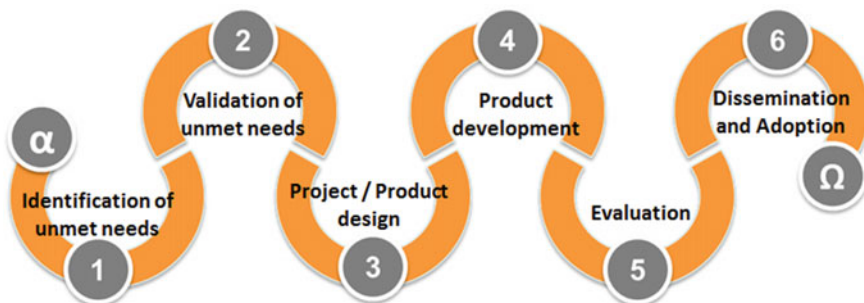 α
Identification of
unmet needs
1
2
Validation of
unmet needs
Project / Product
design
3
4
Product
development
Evaluation
5
6
Dissemination
and Adoption
Ω